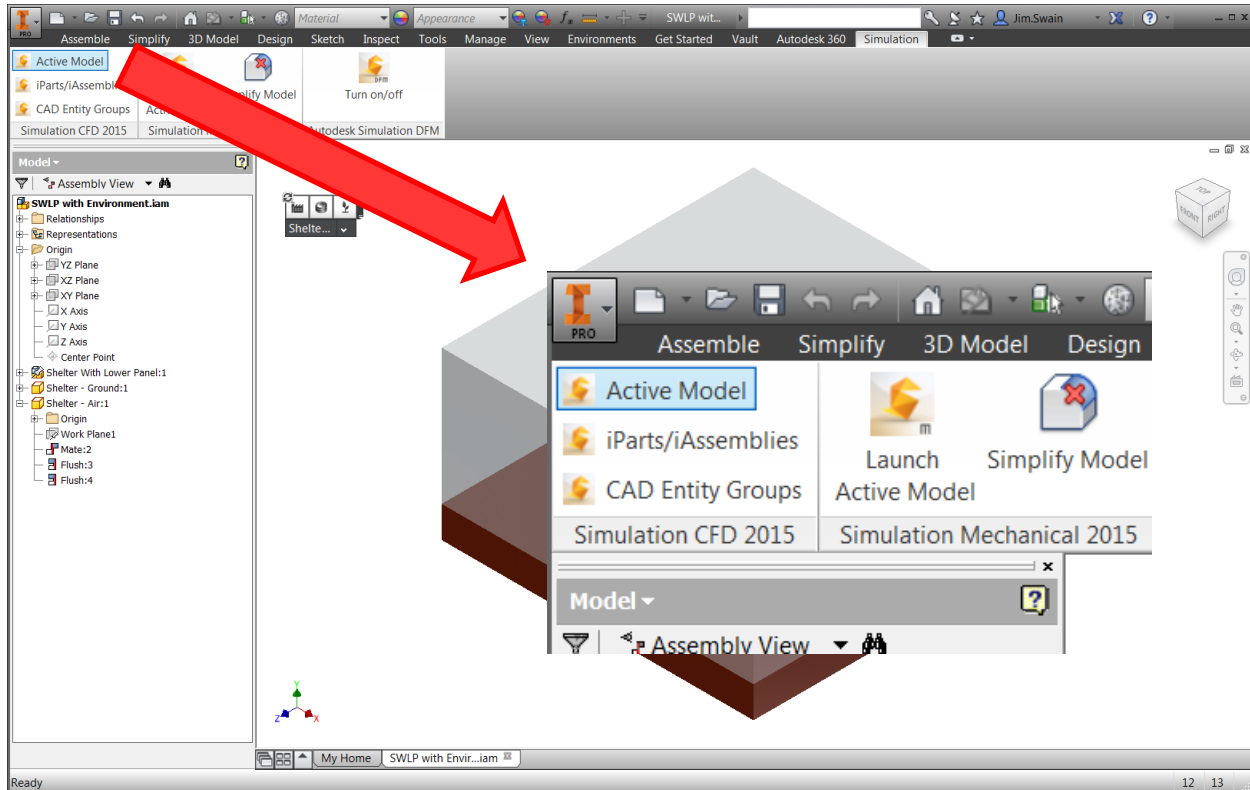 PRO
Material
Appearance
SWLP wit...
Jim.Swain
Assemble Simplify 3D Model Design Sketch Inspect Tools Manage View Environments Get Started Vault Autodesk 360 Simulation
Active Model
iParts/iAssembli
CAD Entity Groups
Simulation CFD 2015
Acti
Simulation
plify Model
DFM
Turn on/off
Autodesk Simulation DFM
Model
Assembly View
SWLP with Environment.iam
Relationships
Representations
Origin
YZ Plane
XZ Plane
XY Plane
X Axis
Y Axis
Z Axis
Center Point
Shelter With Lower Panel:1
Shelter - Ground:1
Shelter - Air:1
Origin
Work Plane1
Mate:2
Flush:3
Flush:4
Shelte...
TOP
FRONT RIGHT
PRO
Assemble Simplify 3D Model Design
Active Model
iParts/iAssemblies
CAD Entity Groups
Simulation CFD 2015
m
Launch
Active Model
Simplify Model
Simulation Mechanical 2015
Model
Assembly View
Y
Z X
My Home SWLP with Envir...iam
Ready
12 13